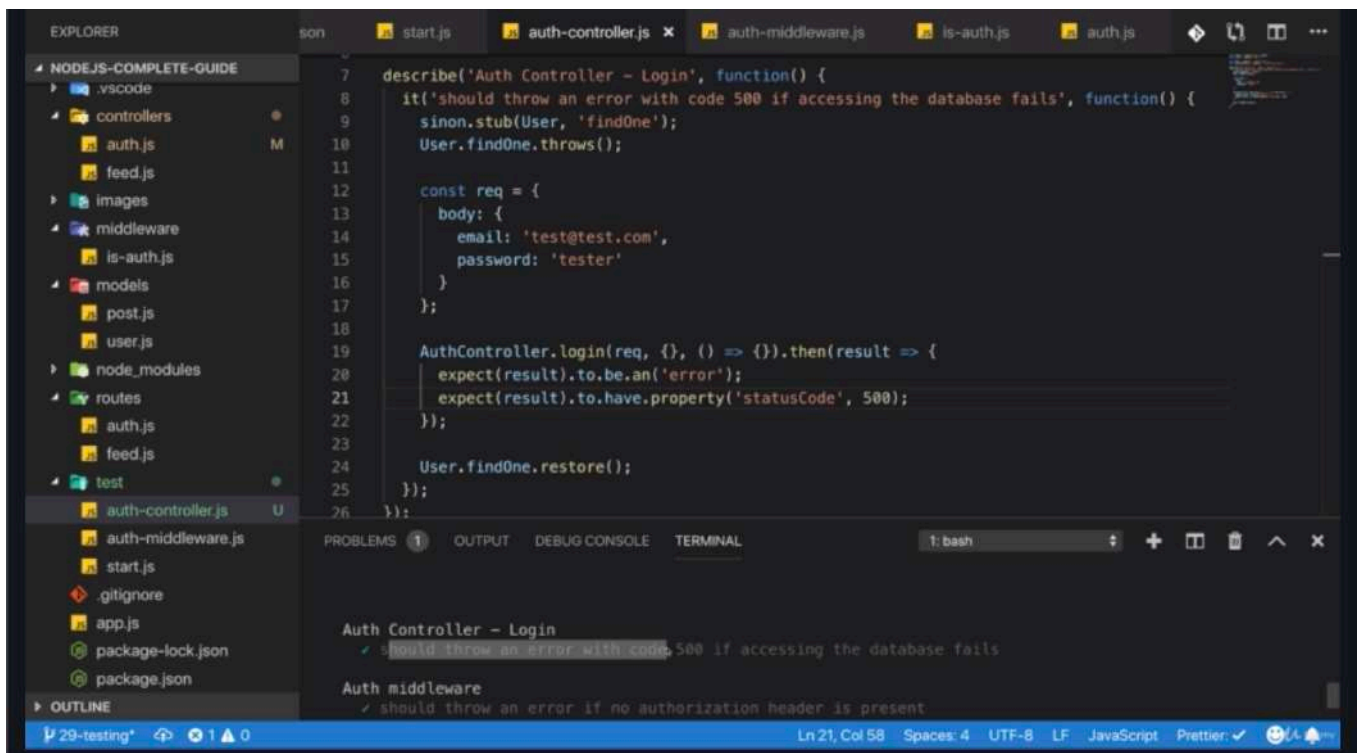 EXPLORER
son start.js auth-controller.js × auth-middleware.js is-auth.js auth.js ···
NODEJS-COMPLETE-GUIDE
.vscode
controllers
auth.js M
feed.js
images
middleware
is-auth.js
models
post.js
user.js
node_modules
routes
auth.js
feed.js
test
auth-controller.js U
auth-middleware.js
start.js
.gitignore
app.js
package-lock.json
package.json
OUTLINE
7 describe('Auth Controller – Login', function() {
8 it('should throw an error with code 500 if accessing the database fails', function() {
9 sinon.stub(User, 'findOne');
10 User.findOne.throws();
11
12 const req = {
13 body: {
14 email: 'test@test.com',
15 password: 'tester'
16 }
17 };
18
19 AuthController.login(req, {}, () => {}).then(result => {
20 expect(result).to.be.an('error');
21 expect(result).to.have.property('statusCode', 500);
22 });
23
24 User.findOne.restore();
25 });
26 });
PROBLEMS 1 OUTPUT DEBUG CONSOLE TERMINAL 1: bash
Auth Controller – Login
✓ should throw an error with code 500 if accessing the database fails
Auth middleware
✓ should throw an error if no authorization header is present
29-testing* 1 0 Ln 21, Col 58 Spaces: 4 UTF-8 LF JavaScript Prettier: ✓